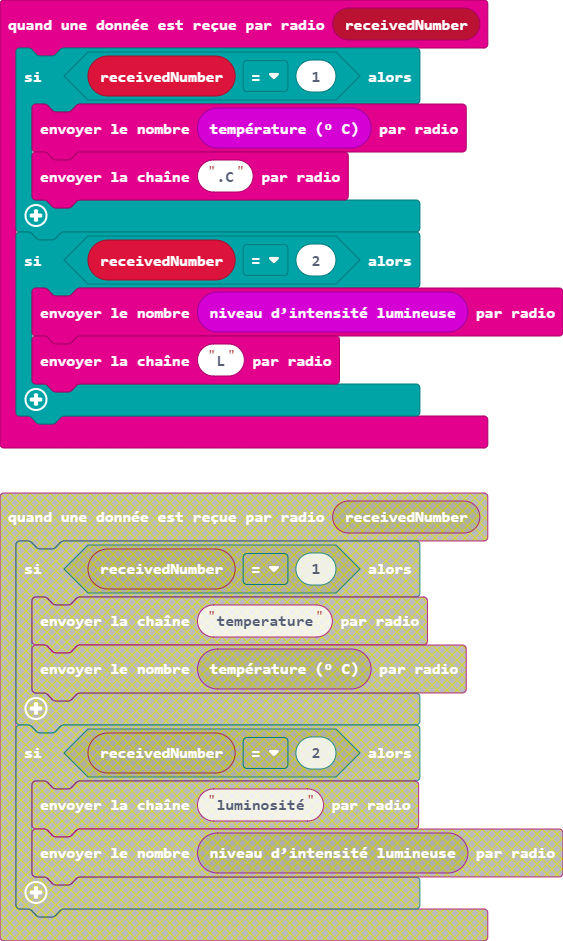 quand une donnée est reçue par radio receivedNumber
si receivedNumber = 1 alors
envoyer le nombre température (º C) par radio
envoyer la chaîne ".C" par radio
si receivedNumber = 2 alors
envoyer le nombre niveau d’intensité lumineuse par radio
envoyer la chaîne "L" par radio
quand une donnée est reçue par radio receivedNumber
si receivedNumber = 1 alors
envoyer la chaîne "temperature" par radio
envoyer le nombre température (º C) par radio
si receivedNumber = 2 alors
envoyer la chaîne "luminosité" par radio
envoyer le nombre niveau d’intensité lumineuse par radio